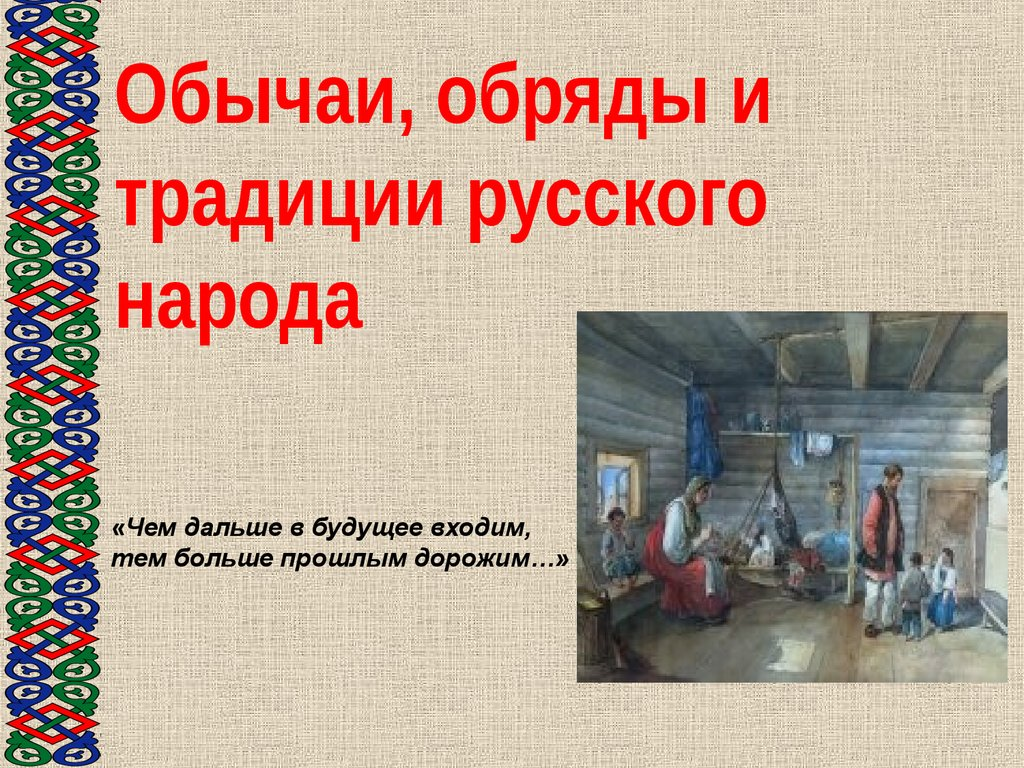 Обычаи, обряды и
традиции русского
народа
«Чем дальше в будущее входим,
тем больше прошлым дорожим…»